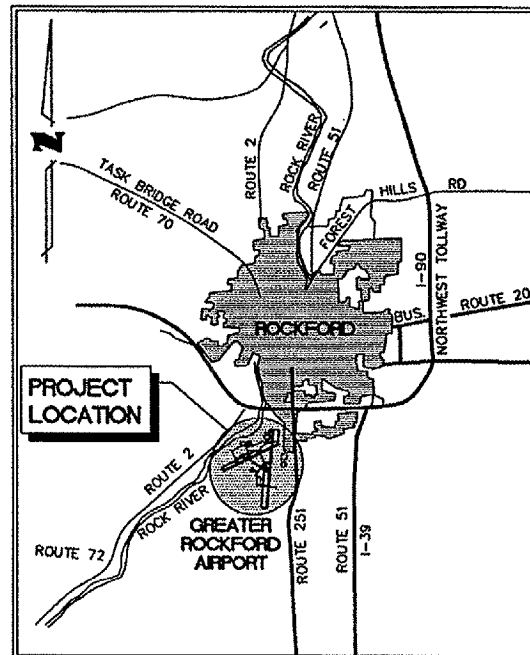 N
ROUTE 2
ROCK RIVER
ROUTE 51
TASK BRIDGE ROAD
ROUTE 70
FOREST
HILLS
RD
I-90
NORTHWEST TOLLWAY
BUS.
ROUTE 20
ROCKFORD
PROJECT
LOCATION
ROUTE 2
ROCK RIVER
ROUTE 72
GREATER
ROCKFORD
AIRPORT
ROUTE 251
ROUTE 51
I-39